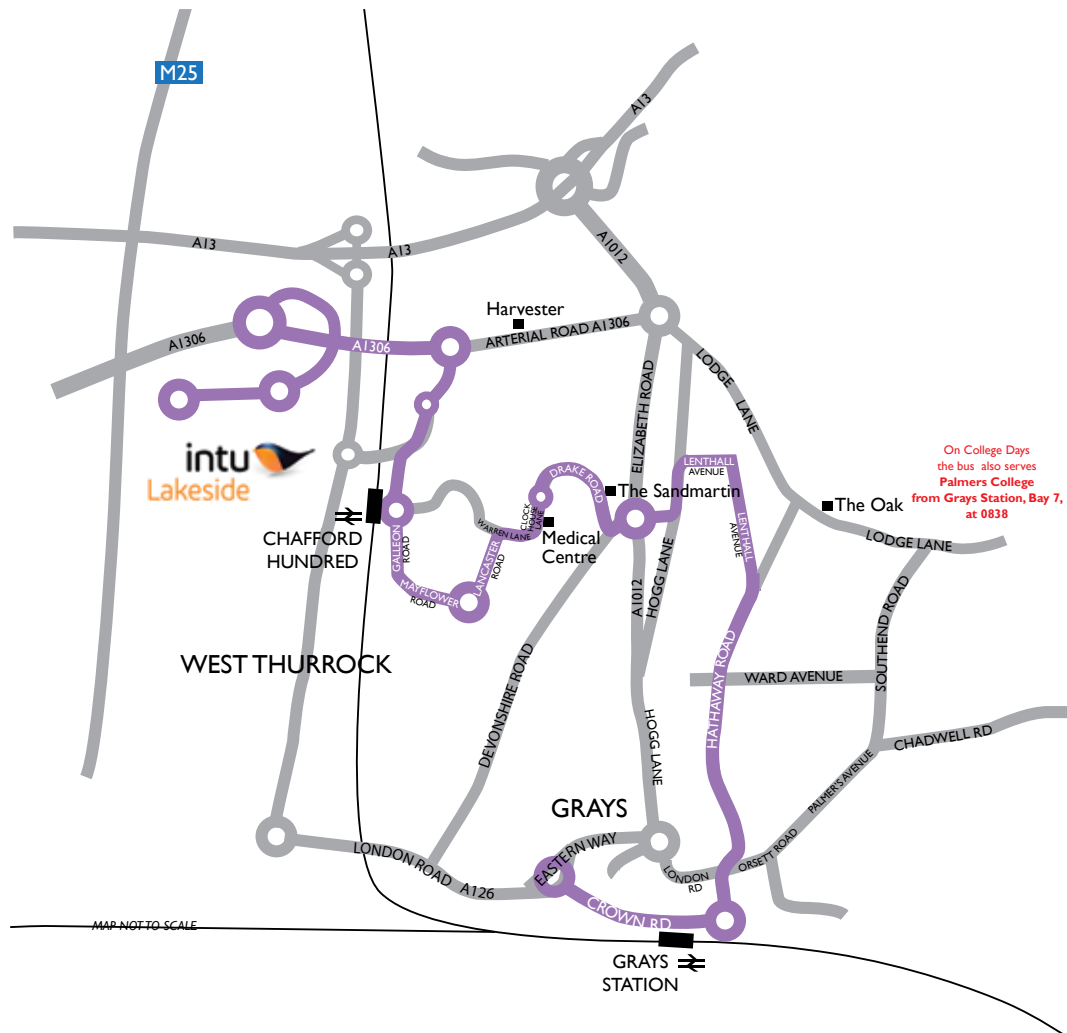 M25
A13
A13
A13
A1012
Harvester
ARTERIAL ROAD A1306
A1306
A1306
LODGE
LANE
ELIZABETH ROAD
intu
Lakeside
DRAKE ROAD
The Sandmartin
LENTHALL
AVENUE
LENTHALL
AVENUE
On College Days
the bus also serves
Palmers College
from Grays Station, Bay 7,
at 0838
The Oak
LODGE LANE
CHAFFORD
HUNDRED
GALLEON
ROAD
WARREN LANE
CLOCK
HOUSE
LANE
Medical
Centre
LANCASTER
ROAD
MAYFLOWER
ROAD
A1012
HOGG LANE
WEST THURROCK
DEVONSHIRE ROAD
HATHAWAY ROAD
WARD AVENUE
SOUTHEND ROAD
HOGG LANE
CHADWELL RD
PALMER'S AVENUE
GRAYS
EASTERN WAY
LONDON ROAD
A126
LONDON
RD
ORSETT ROAD
CROWN RD
MAP NOT TO SCALE
GRAYS
STATION